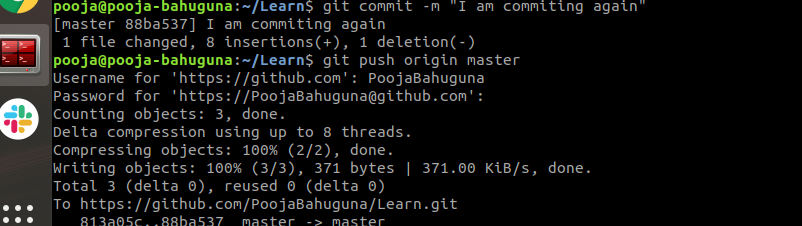 pooja@pooja-bahuguna:~/Learn$ git commit -m "I am commiting again"
[master 88ba537] I am commiting again
 1 file changed, 8 insertions(+), 1 deletion(-)
pooja@pooja-bahuguna:~/Learn$ git push origin master
Username for 'https://github.com': PoojaBahuguna
Password for 'https://PoojaBahuguna@github.com':
Counting objects: 3, done.
Delta compression using up to 8 threads.
Compressing objects: 100% (2/2), done.
Writing objects: 100% (3/3), 371 bytes | 371.00 KiB/s, done.
Total 3 (delta 0), reused 0 (delta 0)
To https://github.com/PoojaBahuguna/Learn.git
   813a05c..88ba537  master -> master